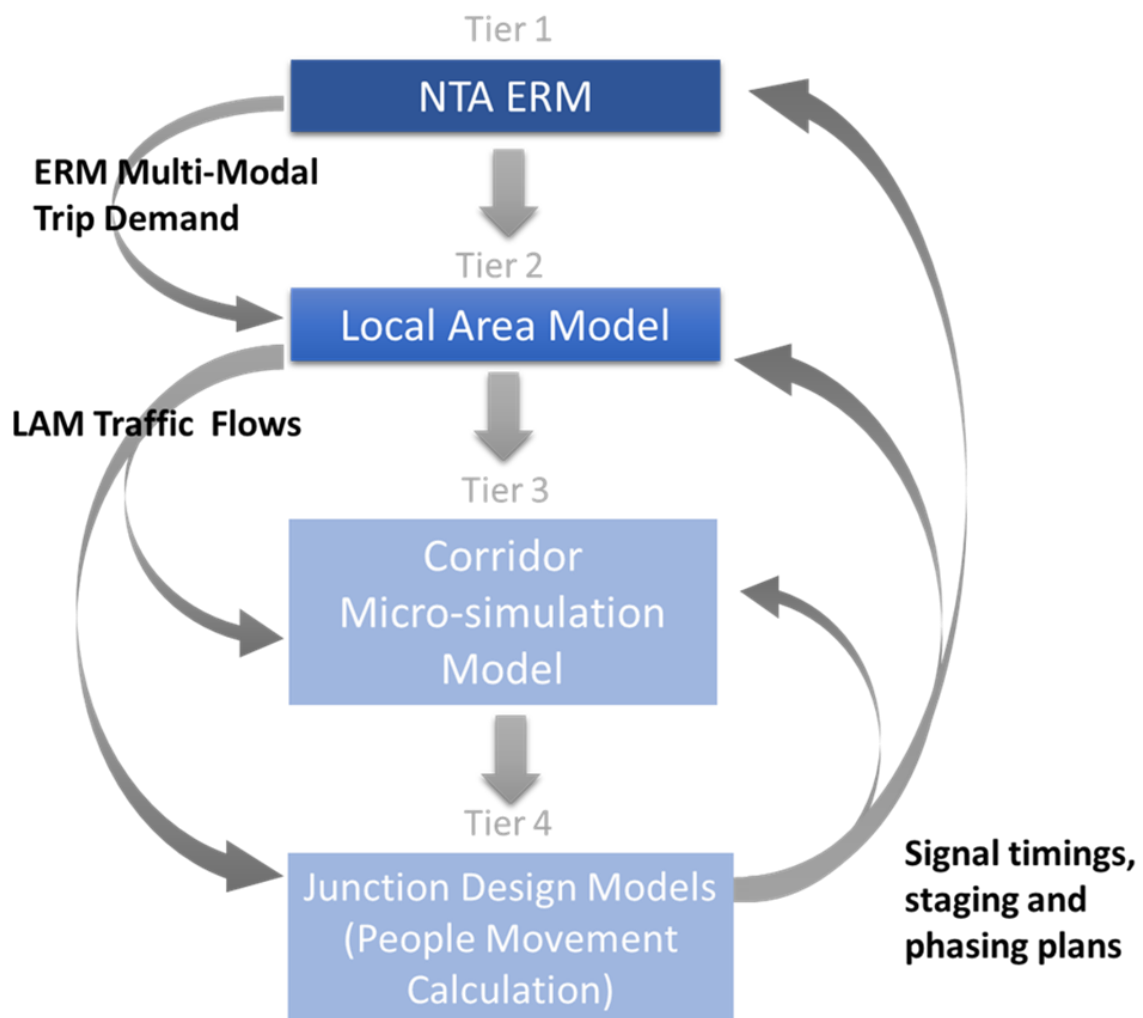 Tier 1
NTA ERM
ERM Multi-Modal
Trip Demand
Tier 2
Local Area Model
LAM Traffic  Flows
Tier 3
Corridor
Micro-simulation
Model
Tier 4
Junction Design Models
(People Movement
Calculation)
Signal timings,
staging and
phasing plans